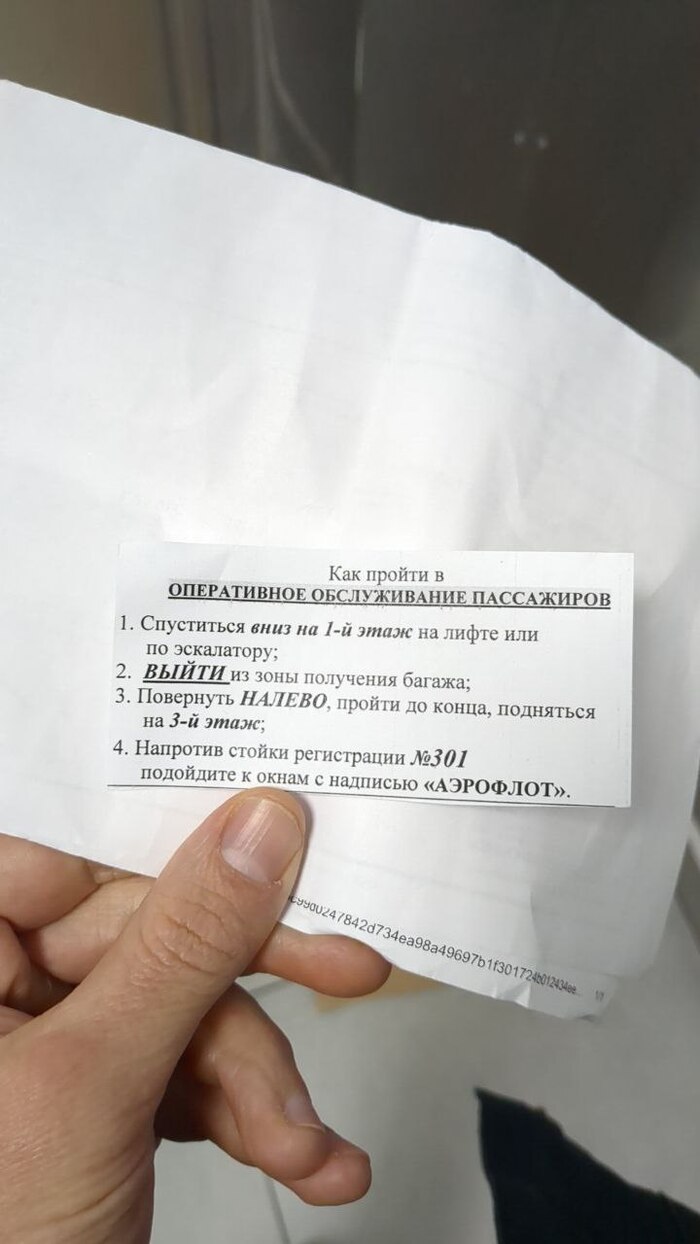 Как пройти в
ОПЕРАТИВНОЕ ОБСЛУЖИВАНИЕ ПАССАЖИРОВ
1. Спуститься вниз на 1-й этаж на лифте или
по эскалатору;
2. ВЫЙТИ из зоны получения багажа;
3. Повернуть НАЛЕВО, пройти до конца, подняться
на 3-й этаж;
4. Напротив стойки регистрации №301
подойдите к окнам с надписью «АЭРОФЛОТ».
1/1